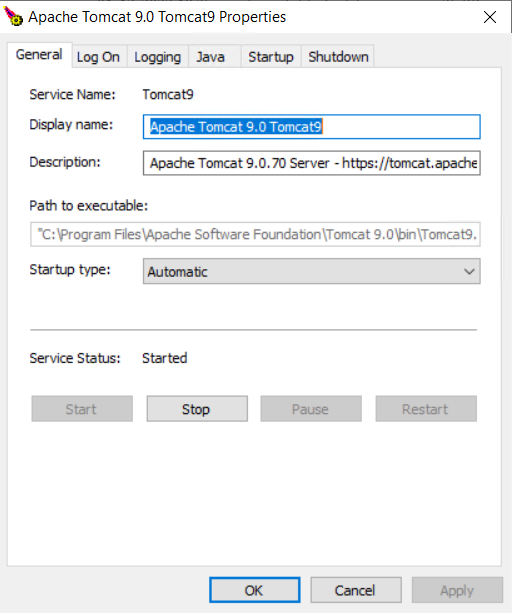 Apache Tomcat 9.0 Tomcat9 Properties
General Log On Logging Java Startup Shutdown
Service Name: Tomcat9
Display name: Apache Tomcat 9.0 Tomcat9
Description: Apache Tomcat 9.0.70 Server - https://tomcat.apache
Path to executable:
"C:\Program Files\Apache Software Foundation\Tomcat 9.0\bin\Tomcat9.
Startup type: Automatic
Service Status: Started
Start Stop Pause Restart
OK Cancel Apply